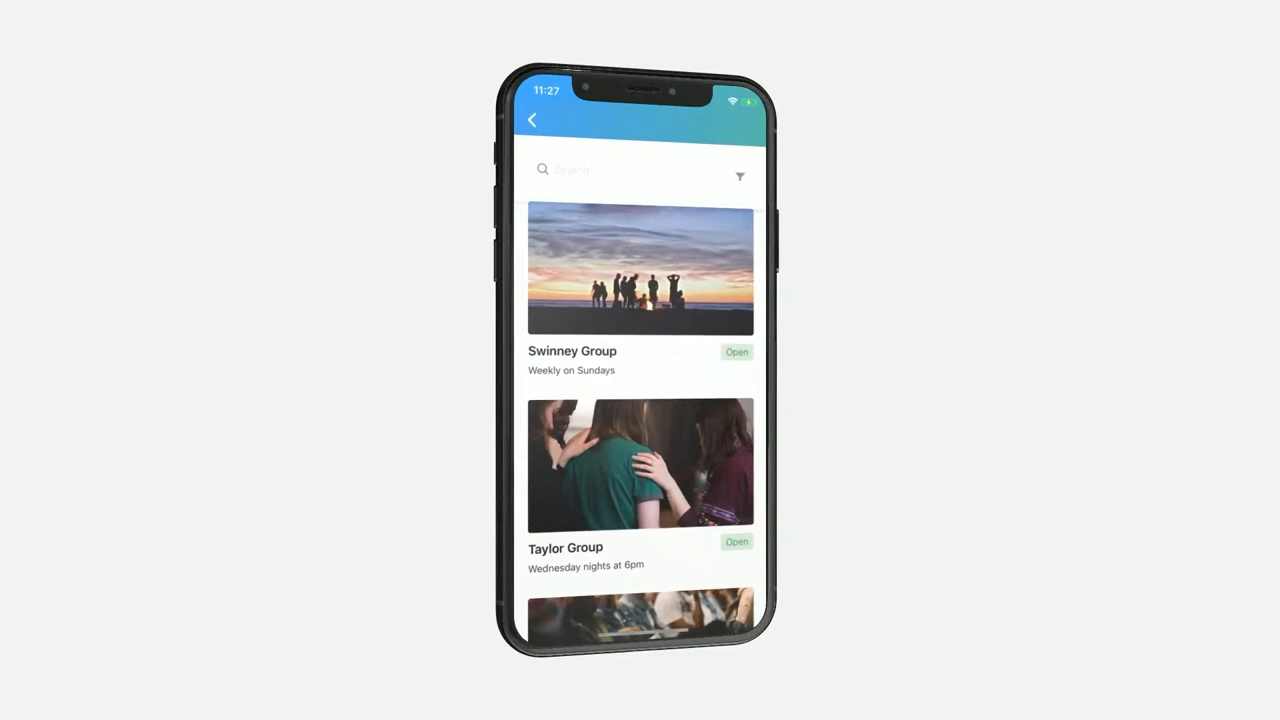 11:27
Search
Swinney Group
Open
Weekly on Sundays
Taylor Group
Open
Wednesday nights at 6pm